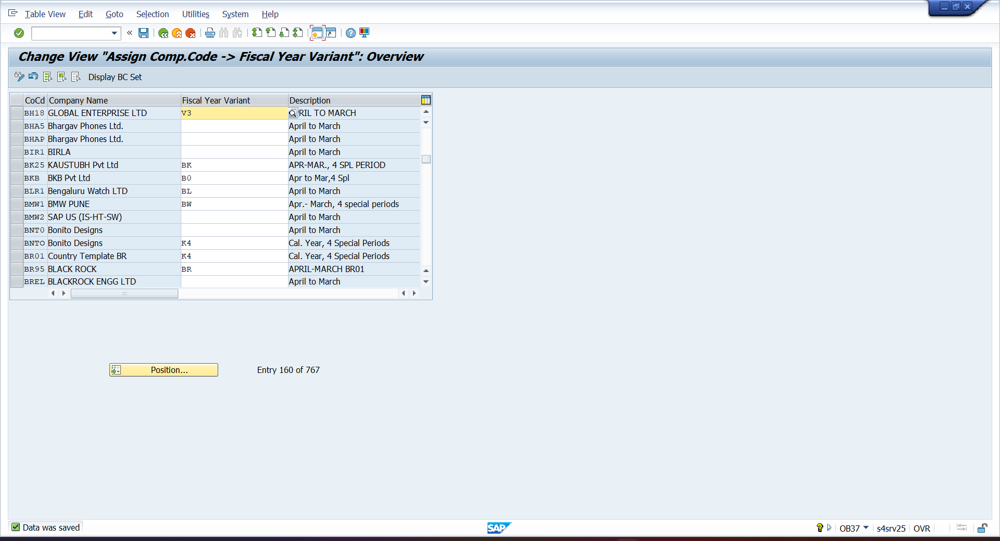 Table View Edit Goto Selection Utilities System Help
Change View "Assign Comp.Code -> Fiscal Year Variant": Overview
Display BC Set
CoCd Company Name Fiscal Year Variant Description
BH18 GLOBAL ENTERPRISE LTD V3 PRIL TO MARCH
BHA5 Bhargav Phones Ltd. April to March
BHAP Bhargav Phones Ltd. April to March
BIR1 BIRLA April to March
BK25 KAUSTUBH Pvt Ltd BK APR-MAR., 4 SPL PERIOD
BKB BKB Pvt Ltd B0 Apr to Mar,4 Spl
BLR1 Bengaluru Watch LTD BL April to March
BMW1 BMW PUNE BW Apr.- March, 4 special periods
BMW2 SAP US (IS-HT-SW) April to March
BNT0 Bonito Designs April to March
BNTO Bonito Designs K4 Cal. Year, 4 Special Periods
BR01 Country Template BR K4 Cal. Year, 4 Special Periods
BR95 BLACK ROCK BR APRIL-MARCH BR01
BREL BLACKROCK ENGG LTD April to March
Position... Entry 160 of 767
Data was saved SAP OB37 s4srv25 OVR